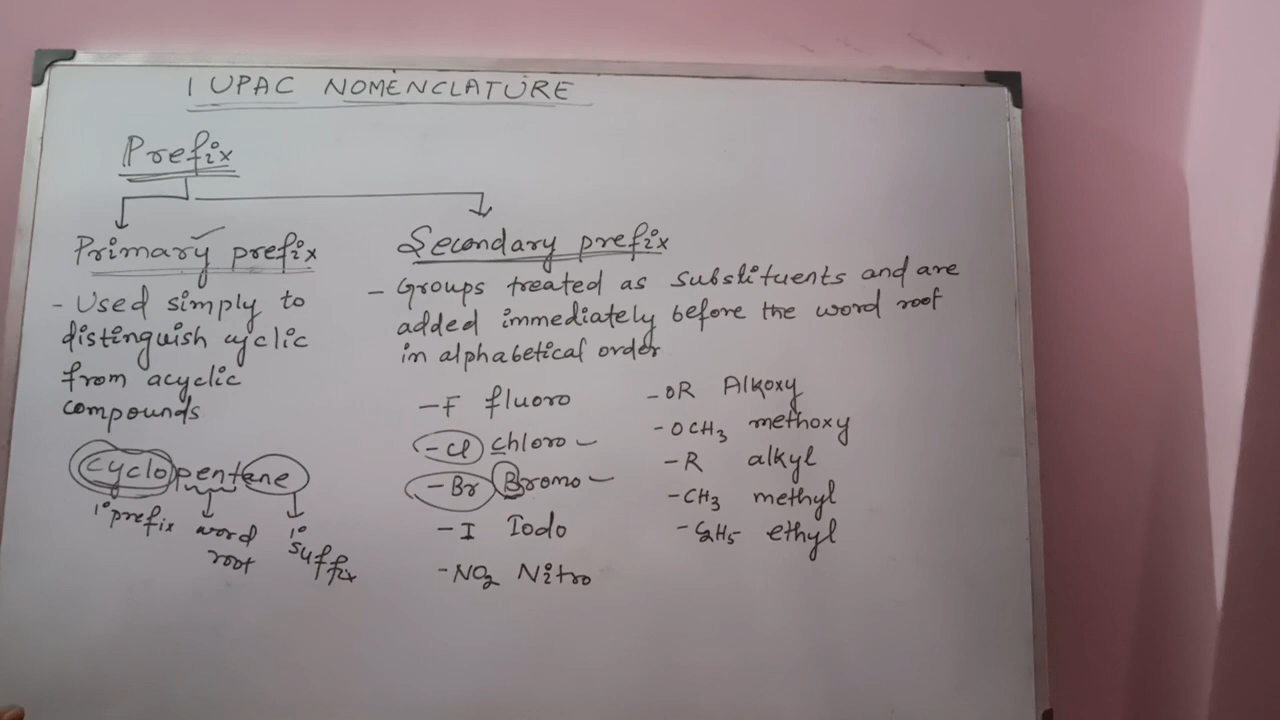 IUPAC NOMENCLATURE
Prefix
Primary prefix
- Used simply to
distinguish cyclic
from acyclic
compounds
Cyclopentane
1° prefix
word
root
1°
suffix
Secondary prefix
- Groups treated as substituents and are
added immediately before the word root
in alphabetical order
-F fluoro
-Cl chloro -
-Br Bromo -
-I Iodo
-NO₂ Nitro
-OR Alkoxy
-OCH₃ methoxy
-R alkyl
-CH₃ methyl
-C₂H₅ ethyl